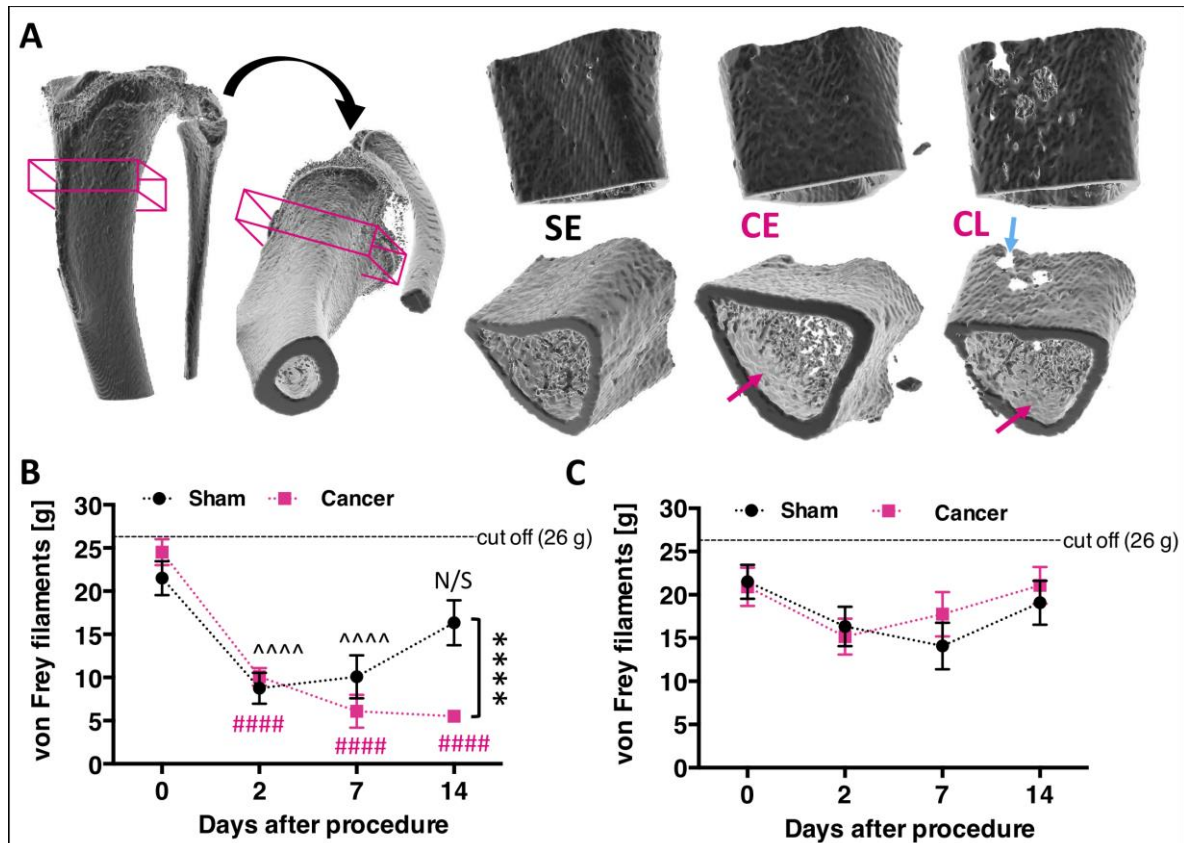 A
SE
CE
CL
B
Sham
Cancer
von Frey filaments [g]
30
25
20
15
10
5
0
cut off (26 g)
N/S
^^^^
^^^^
****
####
####
####
0
2
7
14
Days after procedure
C
Sham
Cancer
von Frey filaments [g]
30
25
20
15
10
5
0
cut off (26 g)
0
2
7
14
Days after procedure